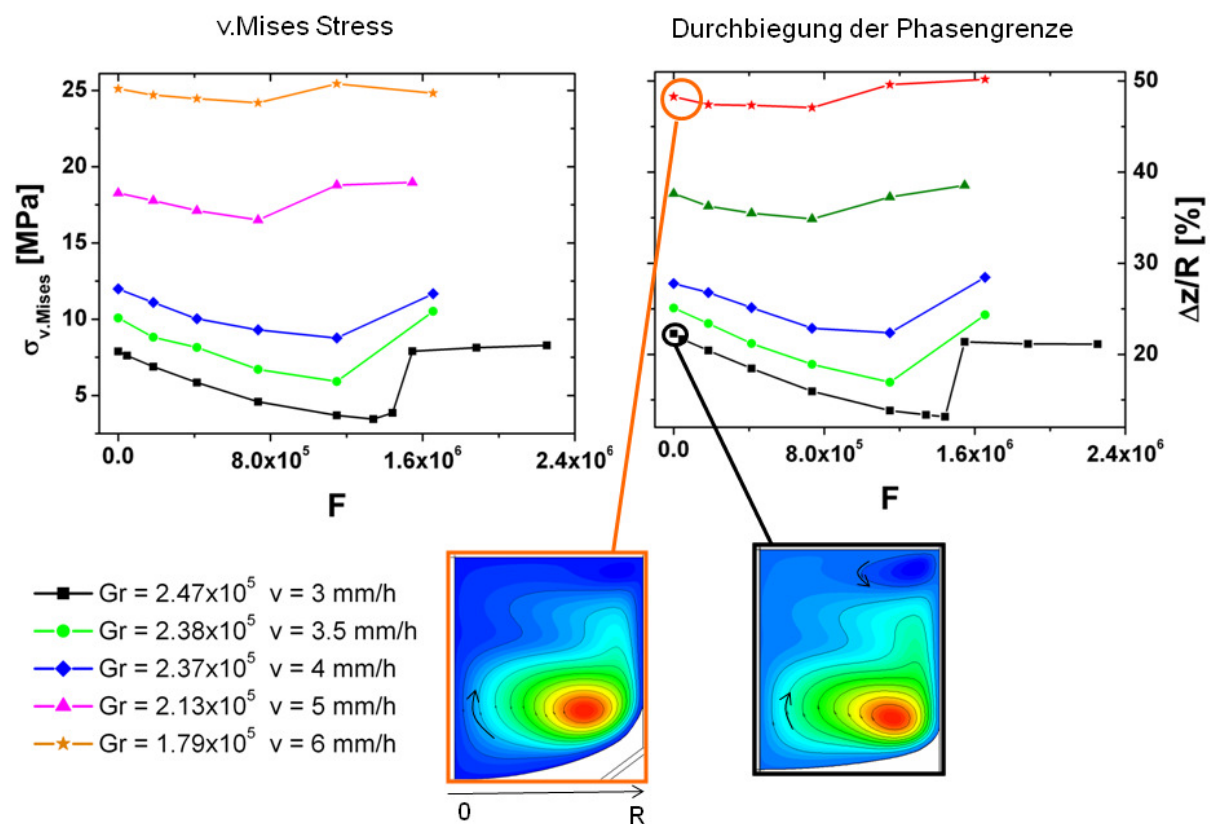 v.Mises Stress
Durchbiegung der Phasengrenze
σv.Mises [MPa]
25
20
15
10
5
0.0
8.0x10⁵
1.6x10⁶
2.4x10⁶
F
50
40
30
20
Δz/R [%]
0.0
8.0x10⁵
1.6x10⁶
2.4x10⁶
F
Gr = 2.47x10⁵ v = 3 mm/h
Gr = 2.38x10⁵ v = 3.5 mm/h
Gr = 2.37x10⁵ v = 4 mm/h
Gr = 2.13x10⁵ v = 5 mm/h
Gr = 1.79x10⁵ v = 6 mm/h
0
R